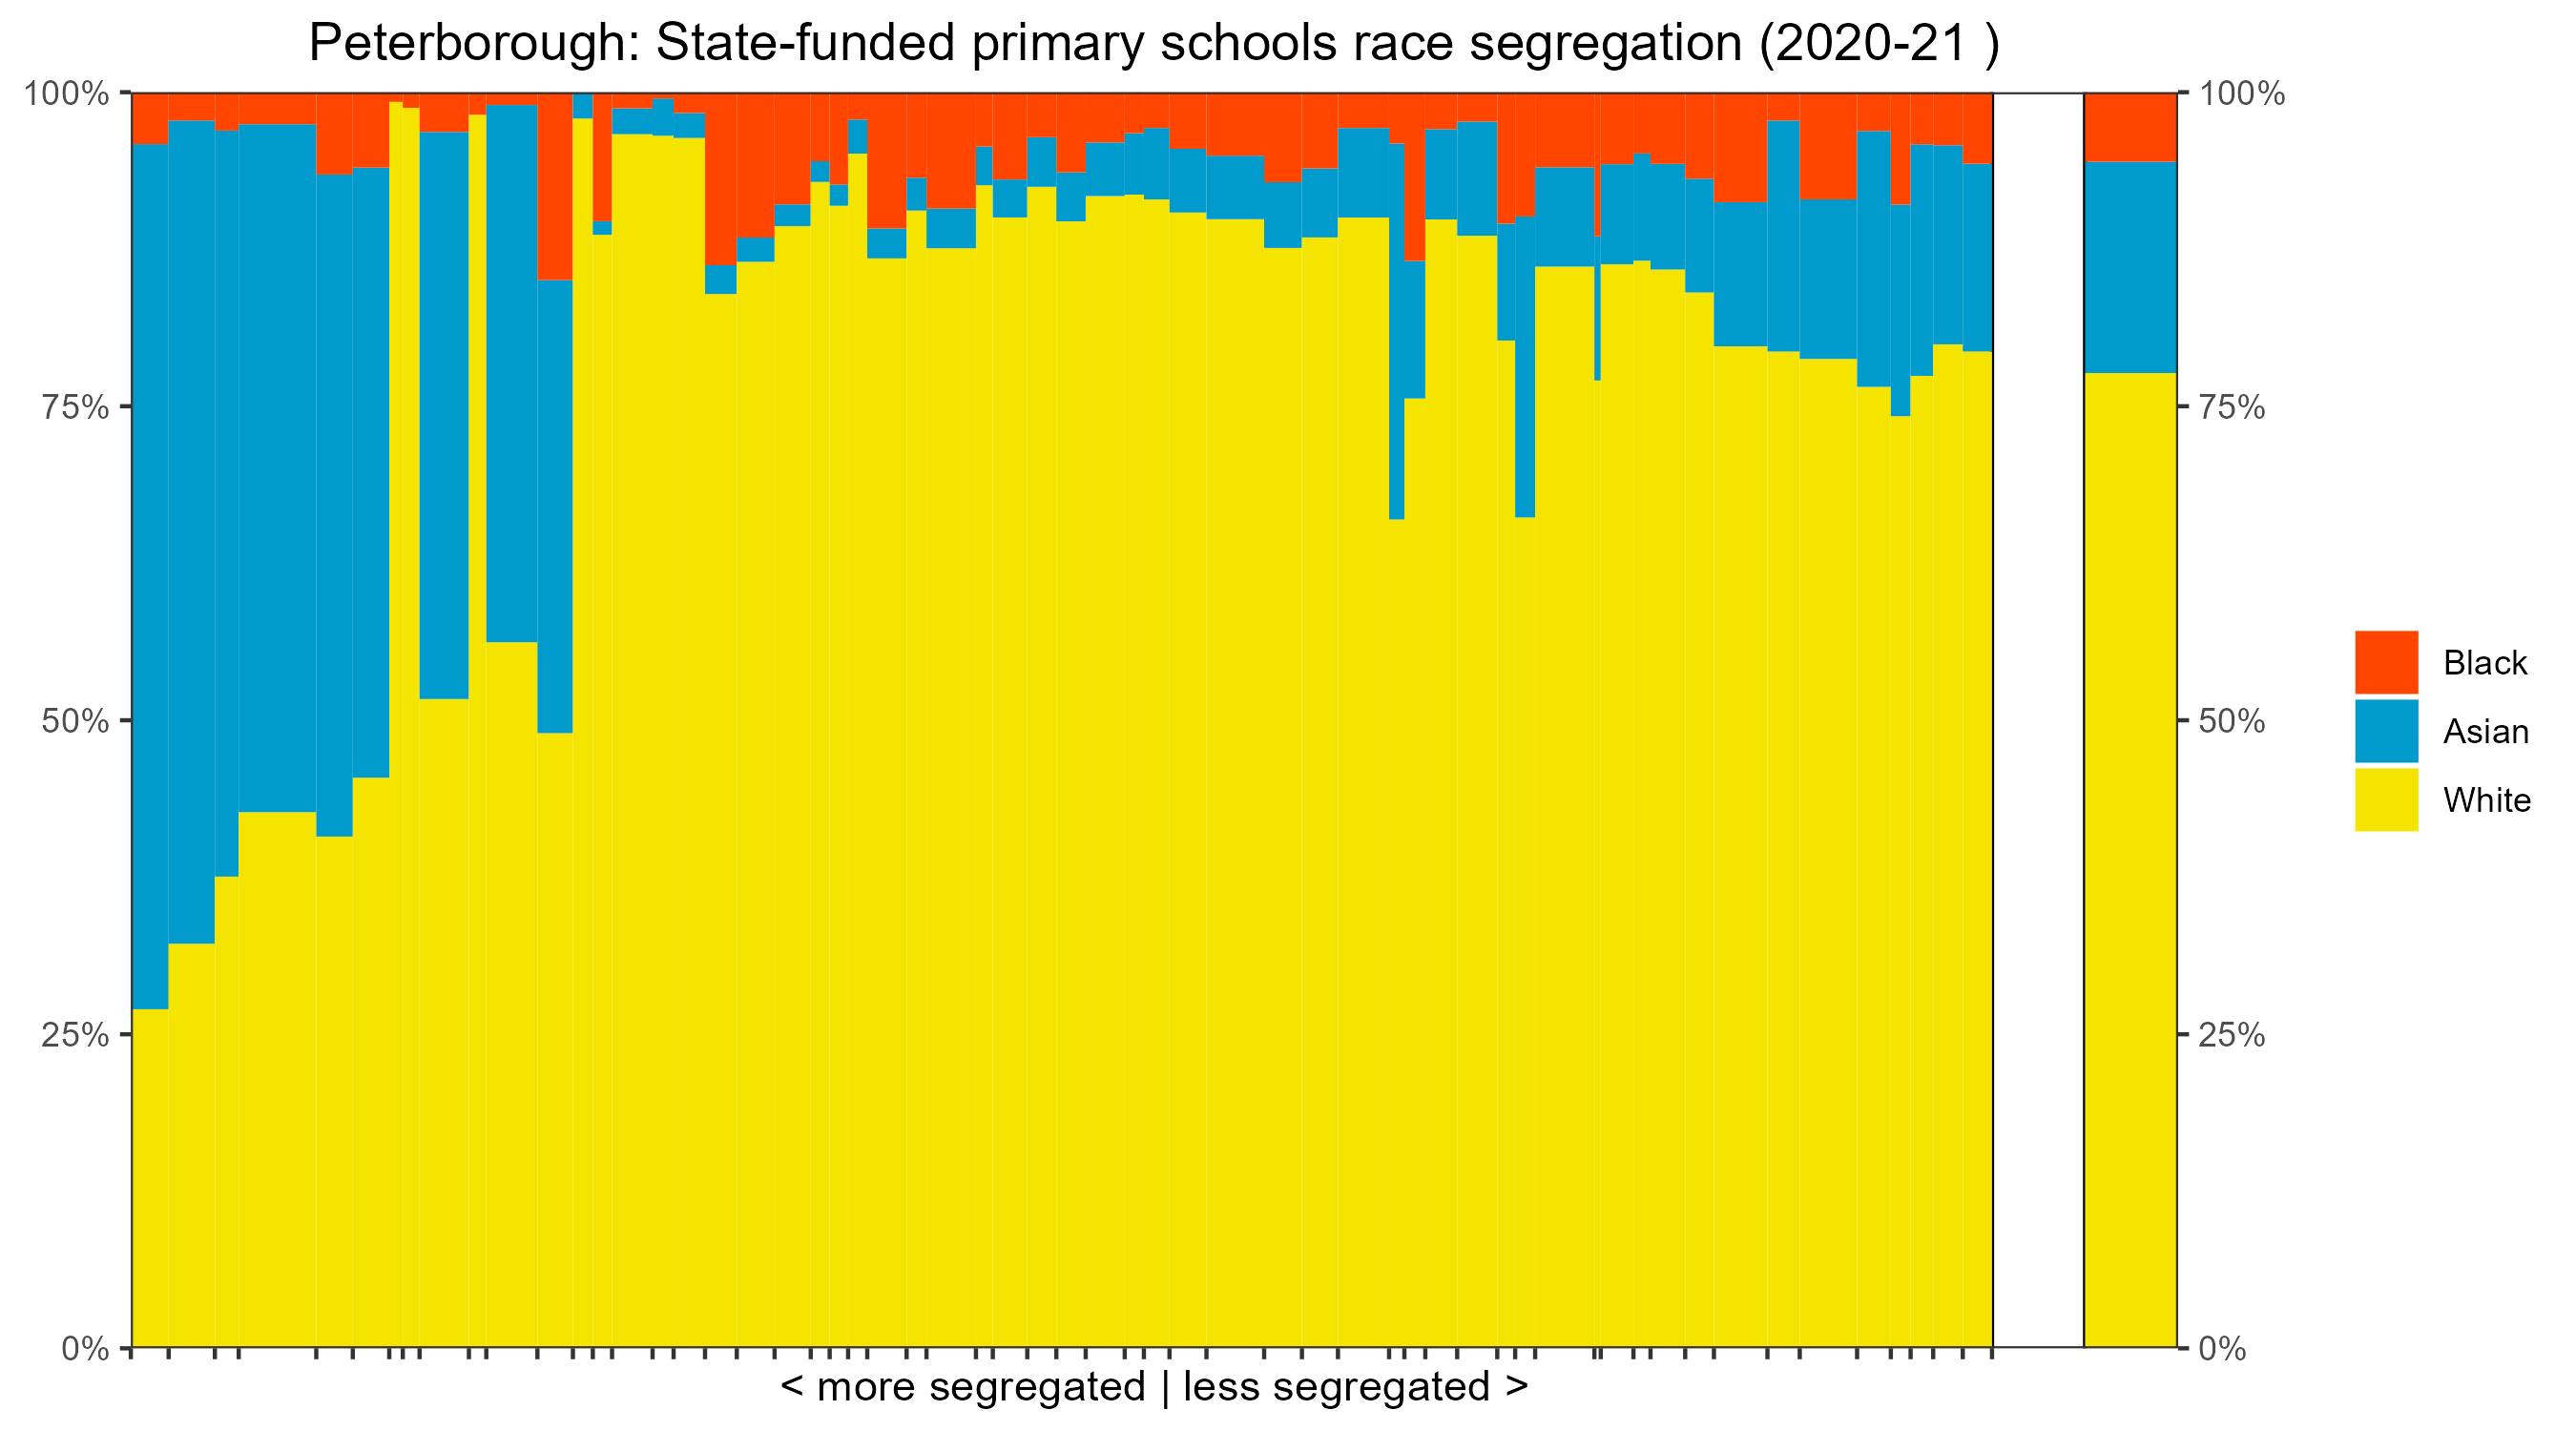 Peterborough: State-funded primary schools race segregation (2020-21 )
100%
75%
50%
25%
0%
100%
75%
50%
25%
0%
Black
Asian
White
< more segregated | less segregated >